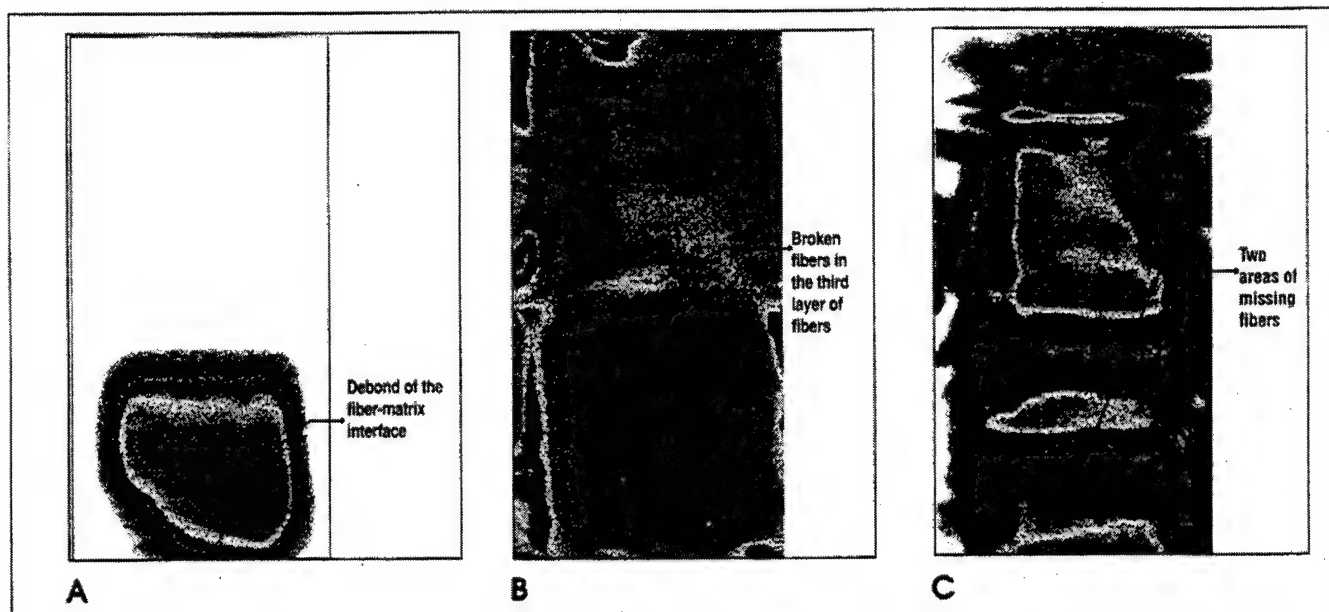 Debond of the
fiber-matrix
interface
A
Broken
fibers in
the third
layer of
fibers
B
Two
areas of
missing
fibers
C